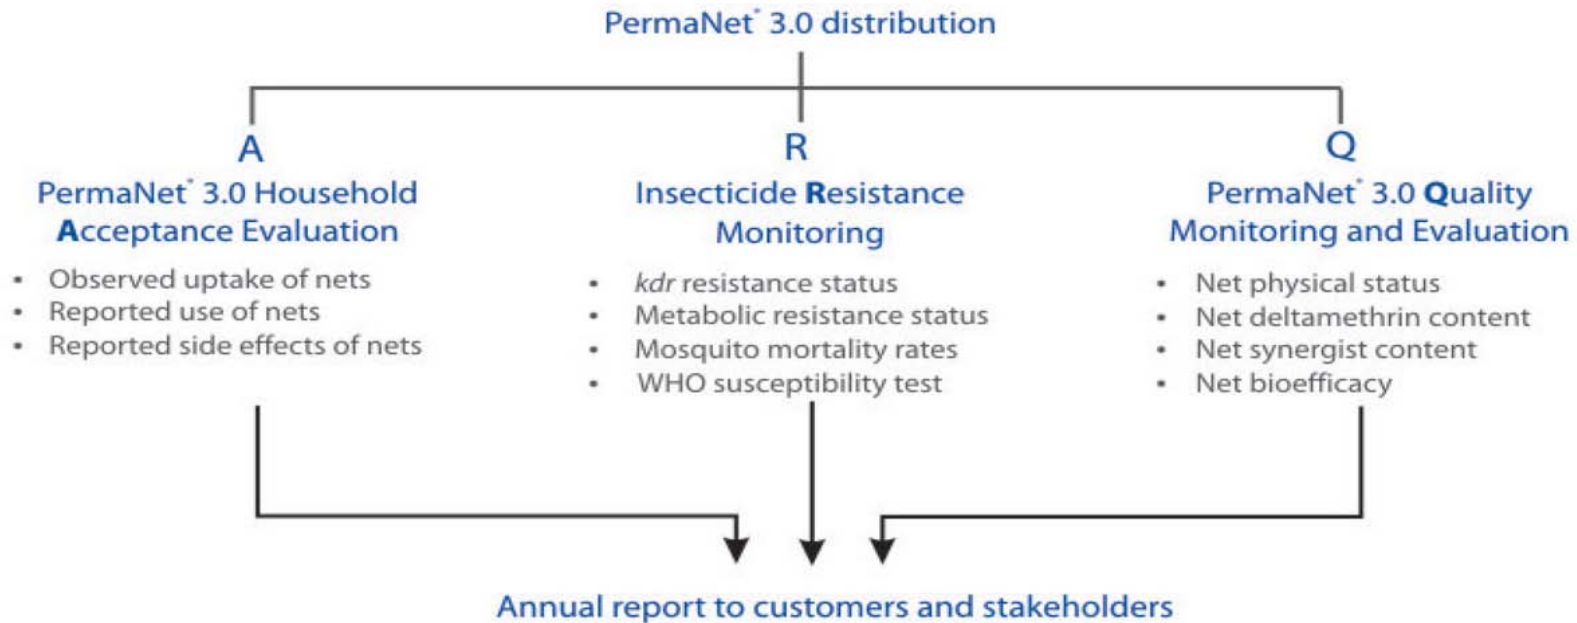 PermaNet® 3.0 distribution
A
PermaNet® 3.0 Household
Acceptance Evaluation
• Observed uptake of nets
• Reported use of nets
• Reported side effects of nets
R
Insecticide Resistance
Monitoring
• kdr resistance status
• Metabolic resistance status
• Mosquito mortality rates
• WHO susceptibility test
Q
PermaNet® 3.0 Quality
Monitoring and Evaluation
• Net physical status
• Net deltamethrin content
• Net synergist content
• Net bioefficacy
Annual report to customers and stakeholders